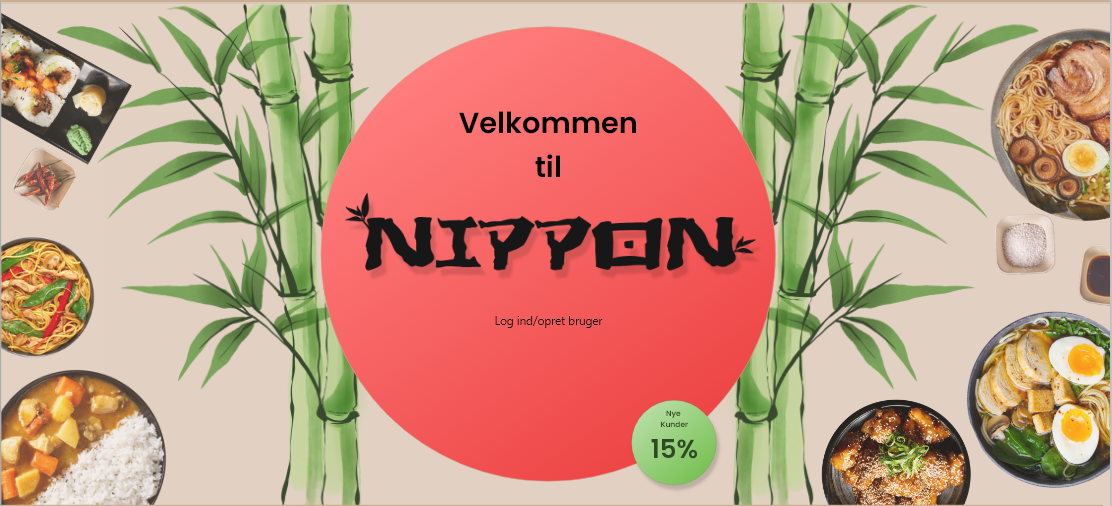 Velkommen
til
NIPPON
Log ind/opret bruger
Nye
Kunder
15%